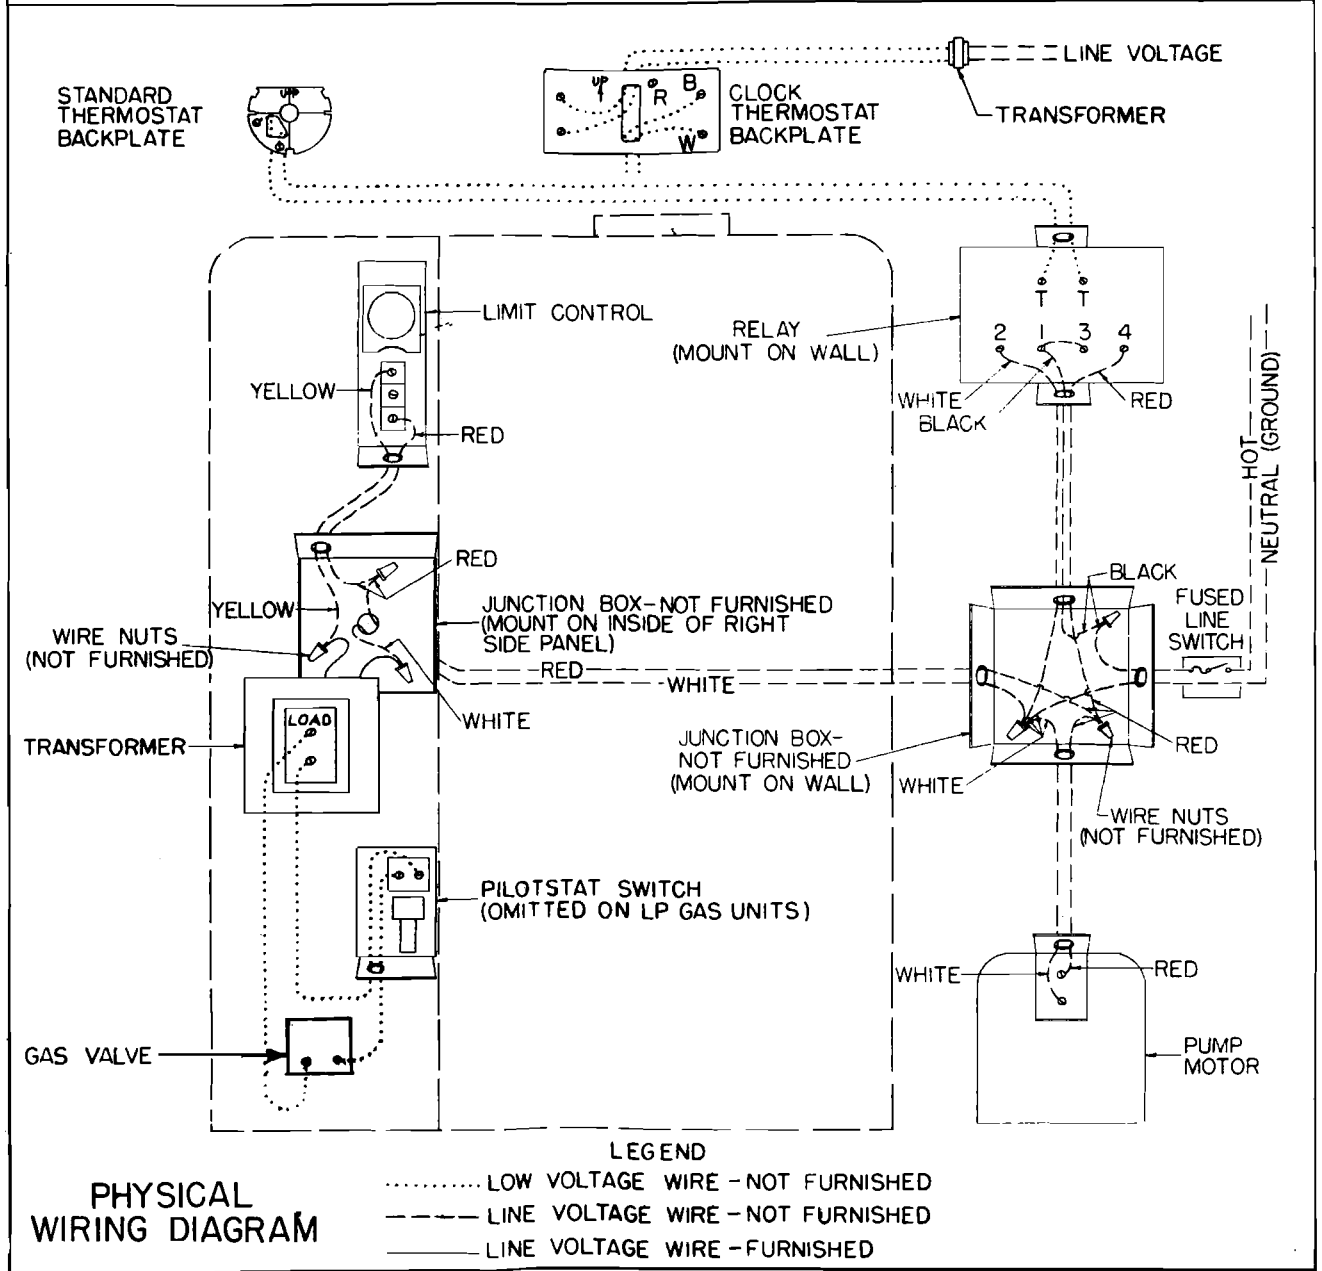 LINE VOLTAGE
TRANSFORMER
STANDARD
THERMOSTAT
BACKPLATE
UP
UP
R
B
W
CLOCK
THERMOSTAT
BACKPLATE
LIMIT CONTROL
YELLOW
RED
RELAY
(MOUNT ON WALL)
T T
2 1 3 4
WHITE
BLACK
RED
HOT
NEUTRAL (GROUND)
RED
YELLOW
WIRE NUTS
(NOT FURNISHED)
JUNCTION BOX-NOT FURNISHED
(MOUNT ON INSIDE OF RIGHT
SIDE PANEL)
RED
WHITE
WHITE
BLACK
FUSED
LINE
SWITCH
TRANSFORMER
LOAD
JUNCTION BOX-
NOT FURNISHED
(MOUNT ON WALL)
WHITE
RED
WIRE NUTS
(NOT FURNISHED)
PILOTSTAT SWITCH
(OMITTED ON LP GAS UNITS)
WHITE
RED
GAS VALVE
PUMP
MOTOR
LEGEND
LOW VOLTAGE WIRE - NOT FURNISHED
LINE VOLTAGE WIRE - NOT FURNISHED
LINE VOLTAGE WIRE - FURNISHED
PHYSICAL
WIRING DIAGRAM